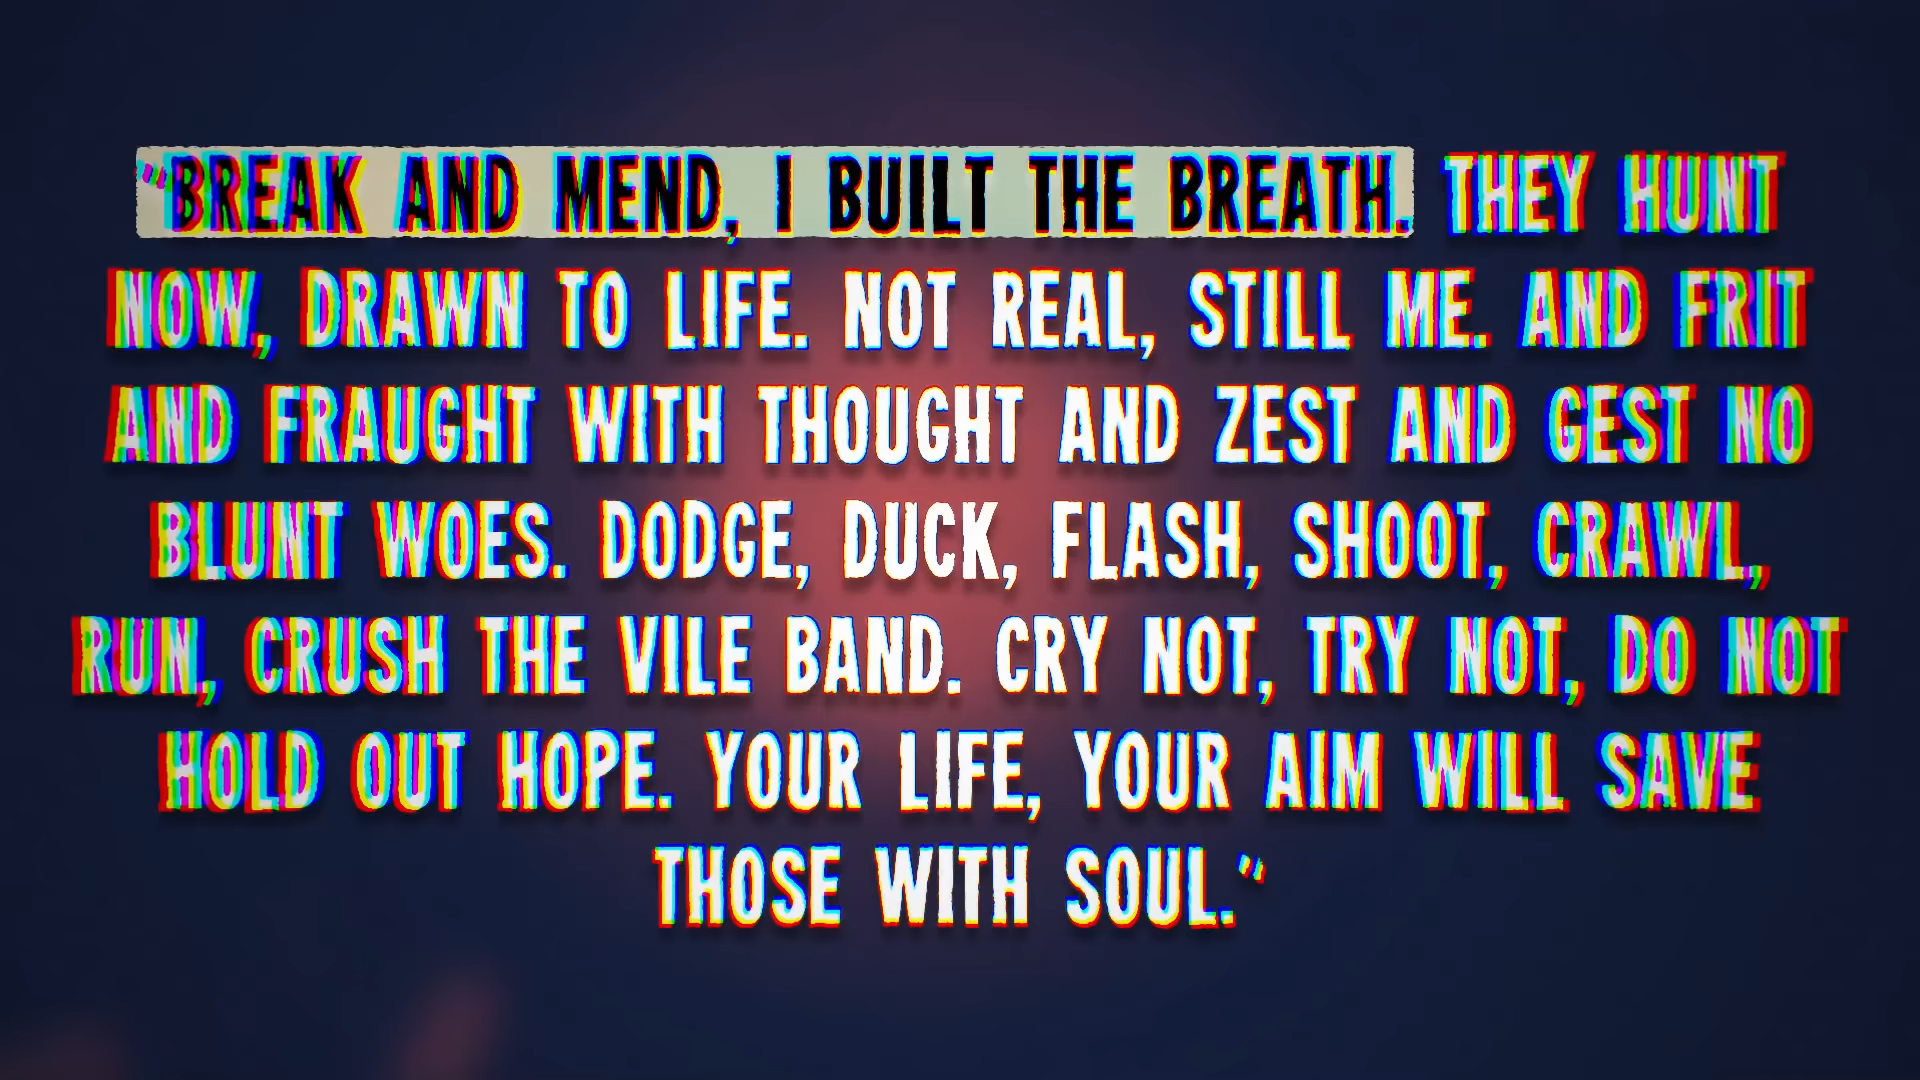 "BREAK AND MEND, I BUILT THE BREATH. THEY HUNT
NOW, DRAWN TO LIFE. NOT REAL, STILL ME. AND FRIT
AND FRAUGHT WITH THOUGHT AND ZEST AND GEST NO
BLUNT WOES. DODGE, DUCK, FLASH, SHOOT, CRAWL,
RUN, CRUSH THE VILE BAND. CRY NOT, TRY NOT, DO NOT
HOLD OUT HOPE. YOUR LIFE, YOUR AIM WILL SAVE
THOSE WITH SOUL."